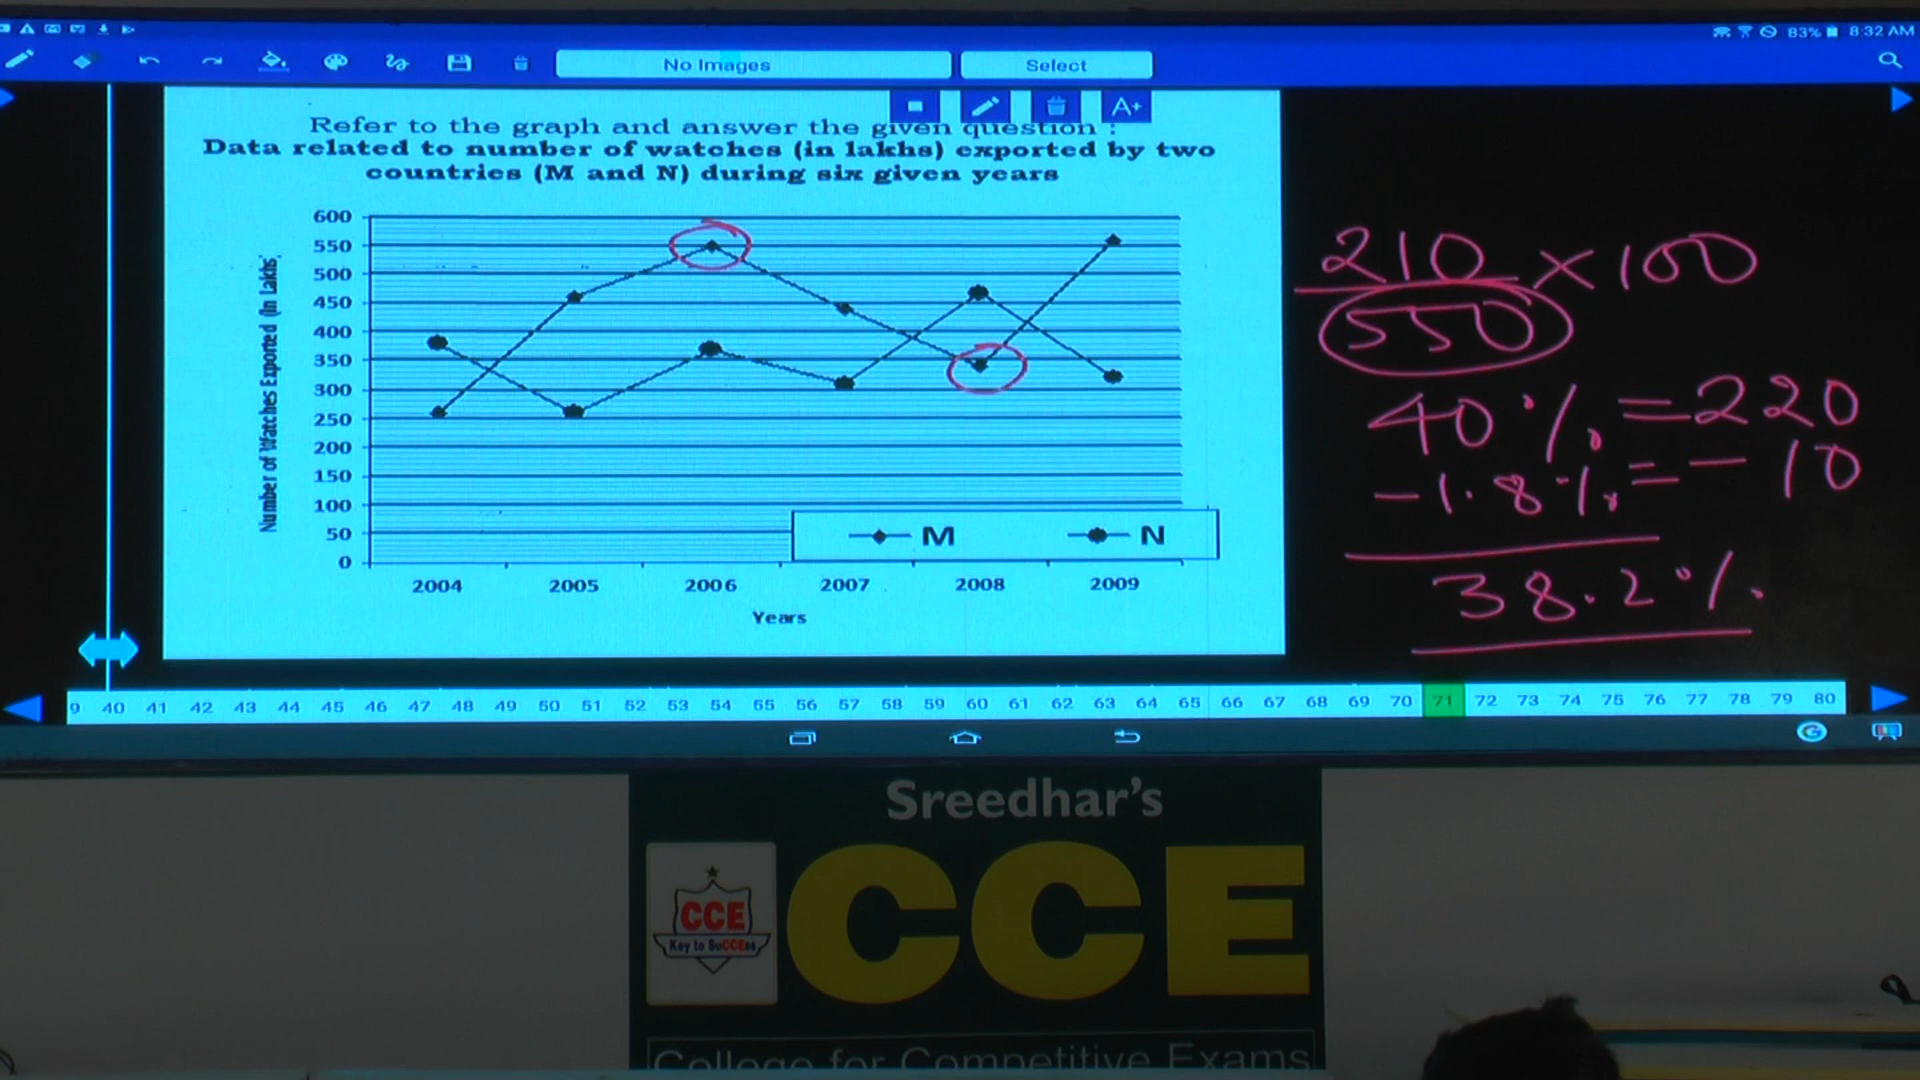 83% 8:32 AM
No Images
Select
A+
Refer to the graph and answer the given question :
Data related to number of watches (in lakhs) exported by two
countries (M and N) during six given years
Number of Watches Exported (in Lakhs)
600
550
500
450
400
350
300
250
200
150
100
50
0
M N
2004 2005 2006 2007 2008 2009
Years
210 × 100
550
40% = 220
- 1.8% = - 10
38.2%
9 40 41 42 43 44 45 46 47 48 49 50 51 52 53 54 55 56 57 58 59 60 61 62 63 64 65 66 67 68 69 70 71 72 73 74 75 76 77 78 79 80
G
Sreedhar's
CCE
Key to SuCCEss
CCE
College for Competitive Exams